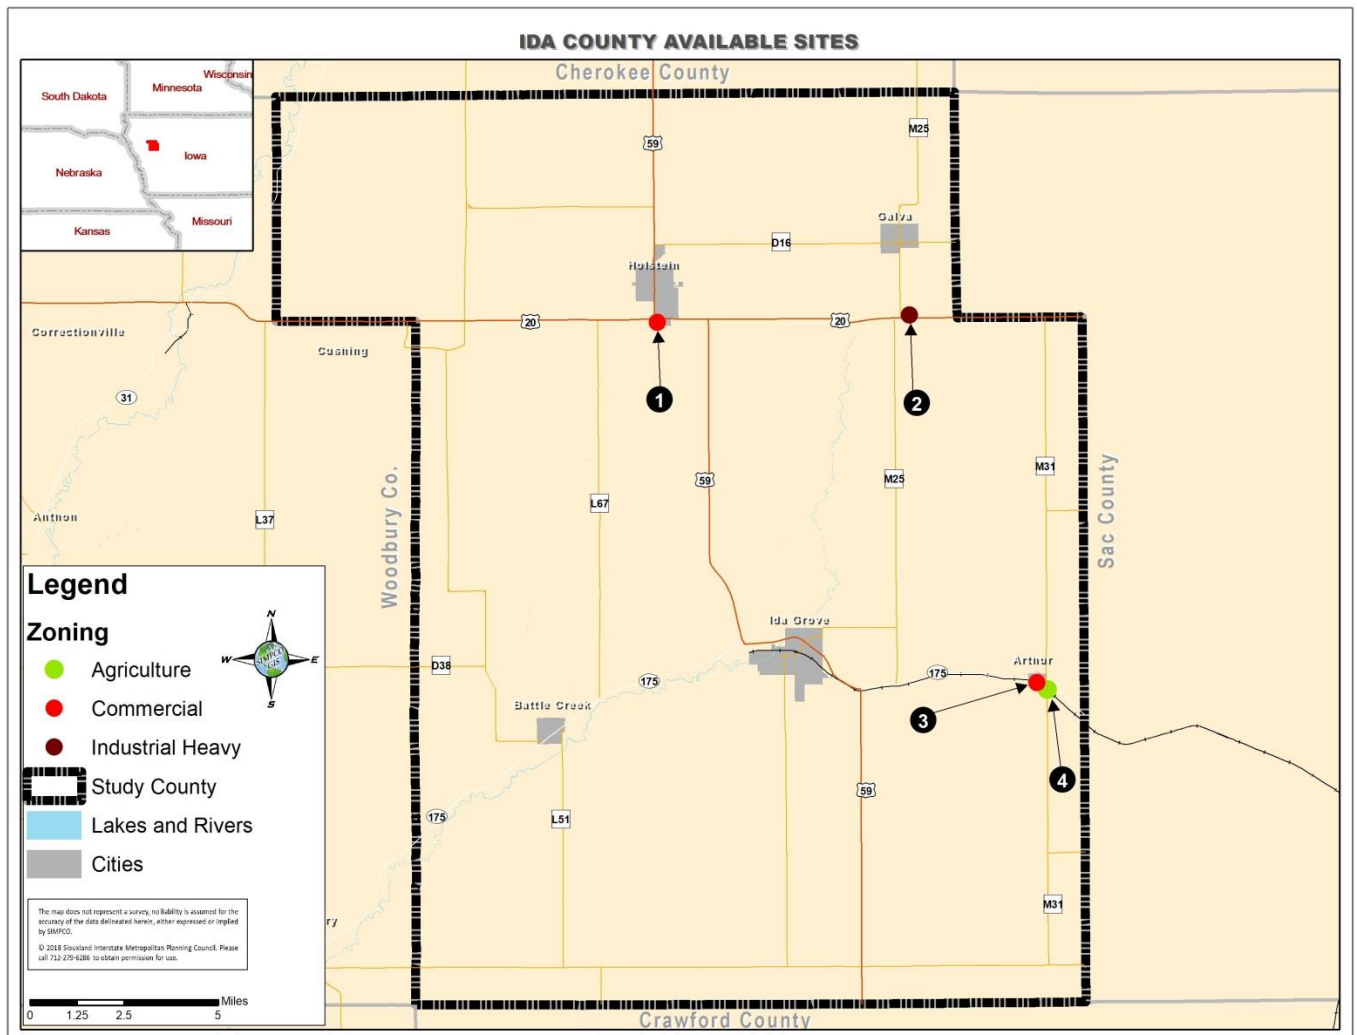 IDA COUNTY AVAILABLE SITES
Cherokee County
Wisconsin
South Dakota
Minnesota
Iowa
Nebraska
Missouri
Kansas
59
M25
Galva
D16
Holstein
20
20
Correctionville
Cushing
31
1
2
Woodbury Co.
Sac County
M31
59
M25
L67
Anthon
L37
Ida Grove
D38
175
175
Arthur
Battle Creek
3
4
59
175
L51
M31
ry
Crawford County
Legend
Zoning
N
W
E
S
SIMPCO
GIS
Agriculture
Commercial
Industrial Heavy
Study County
Lakes and Rivers
Cities
The map does not represent a survey, no liability is assumed for the
accuracy of the data delineated herein, either expressed or implied
by SIMPCO.
© 2018 Siouxland Interstate Metropolitan Planning Council. Please
call 712-279-6286 to obtain permission for use.
Miles
0 1.25 2.5 5